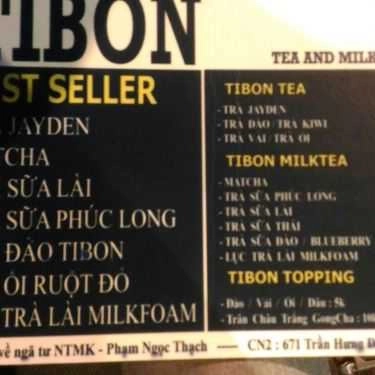 TIBON
TEA AND MILK
ST SELLER
JAYDEN
TCHA
SỮA LÀI
SỮA PHÚC LONG
ĐÀO TIBON
ỔI RUỘT ĐỎ
TRÀ LÀI MILKFOAM
TIBON TEA
- TRÀ JAYDEN
- TRÀ ĐÀO / TRÀ KIWI
- TRÀ VẢI / TRÀ ỔI
TIBON MILKTEA
- MATCHA
- TRÀ SỮA PHÚC LONG
- TRÀ SỮA LÀI
- TRÀ SỮA THÁI
- TRÀ SỮA DÂU / BLUEBERRY
- LỤC TRÀ LÀI MILKFOAM
TIBON TOPPING
- Đào / Vải / Ổi / Dâu : 5k
- Trân Châu Trắng GongCha : 10k
về ngã tư NTMK - Phạm Ngọc Thạch — CN2 : 671 Trần Hưng Đ